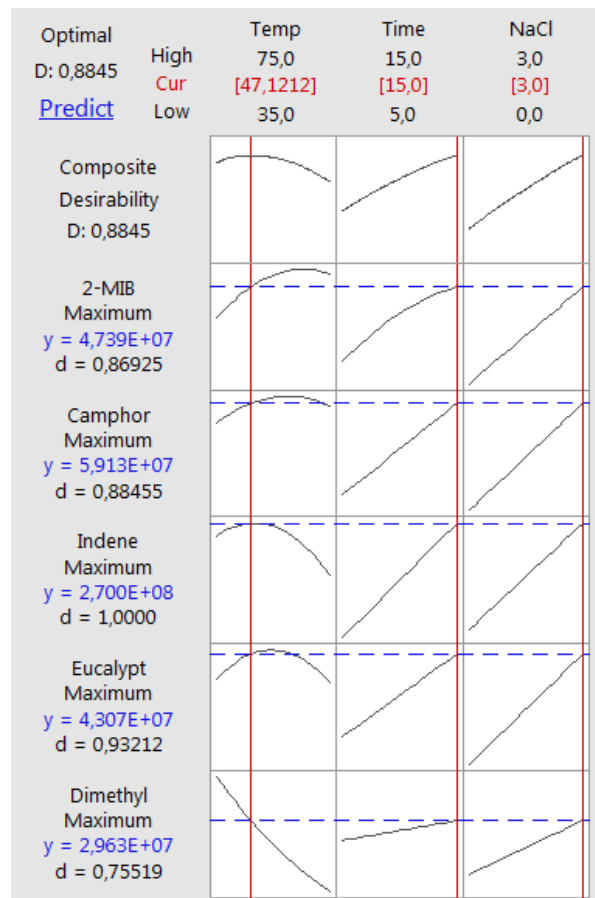 Optimal
D: 0,8845
Predict
High
Cur
Low
Temp
75,0
[47,1212]
35,0
Time
15,0
[15,0]
5,0
NaCl
3,0
[3,0]
0,0
Composite
Desirability
D: 0,8845
2-MIB
Maximum
y = 4,739E+07
d = 0,86925
Camphor
Maximum
y = 5,913E+07
d = 0,88455
Indene
Maximum
y = 2,700E+08
d = 1,0000
Eucalypt
Maximum
y = 4,307E+07
d = 0,93212
Dimethyl
Maximum
y = 2,963E+07
d = 0,75519